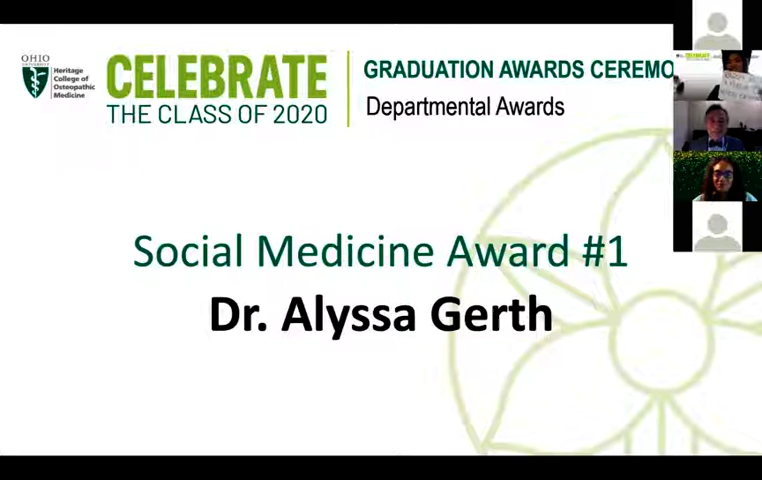 OHIO
UNIVERSITY
Heritage
College of
Osteopathic
Medicine
CELEBRATE
THE CLASS OF 2020
GRADUATION AWARDS CEREMO
Departmental Awards
Social Medicine Award #1
Dr. Alyssa Gerth